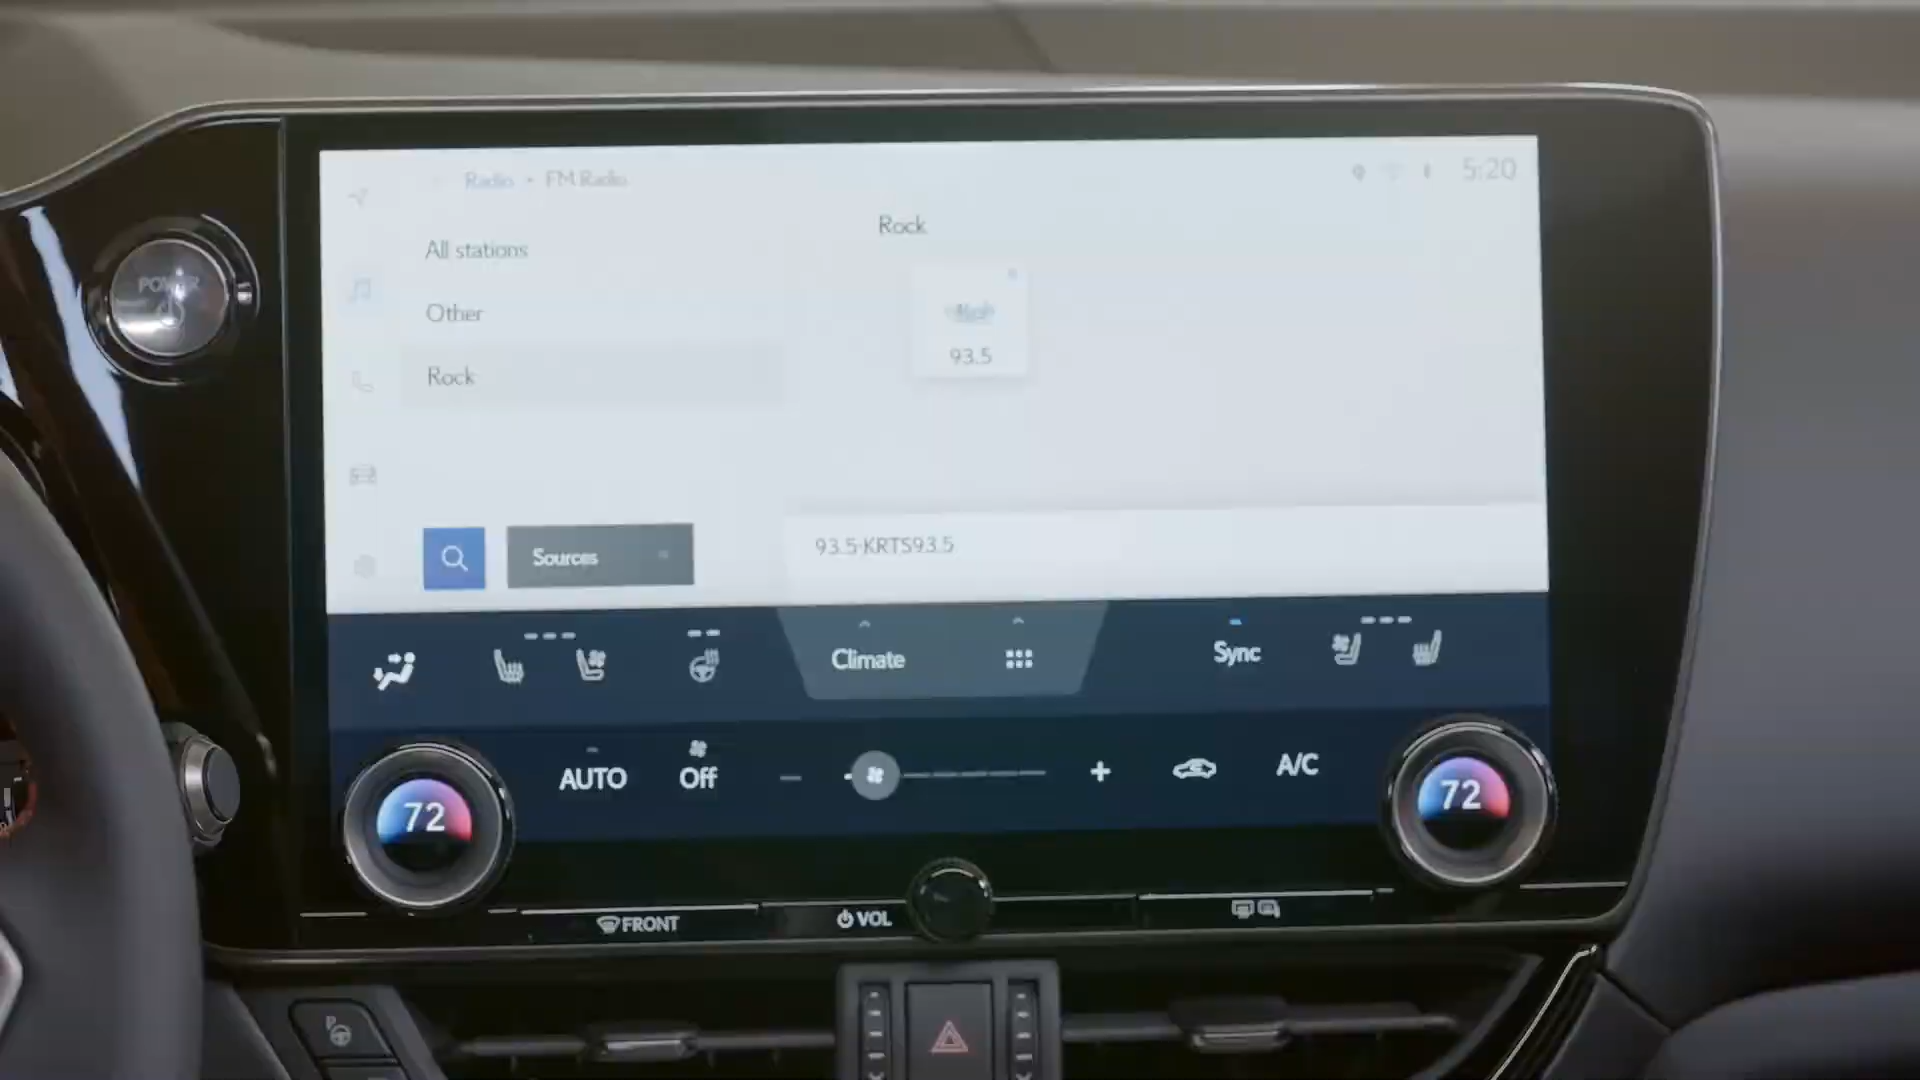 Radio • FM Radio
5:20
POWER
All stations
Rock
Other
93.5
Rock
Sources
93.5·KRTS93.5
Climate
Sync
AUTO
Off
A/C
72
72
FRONT
VOL
P